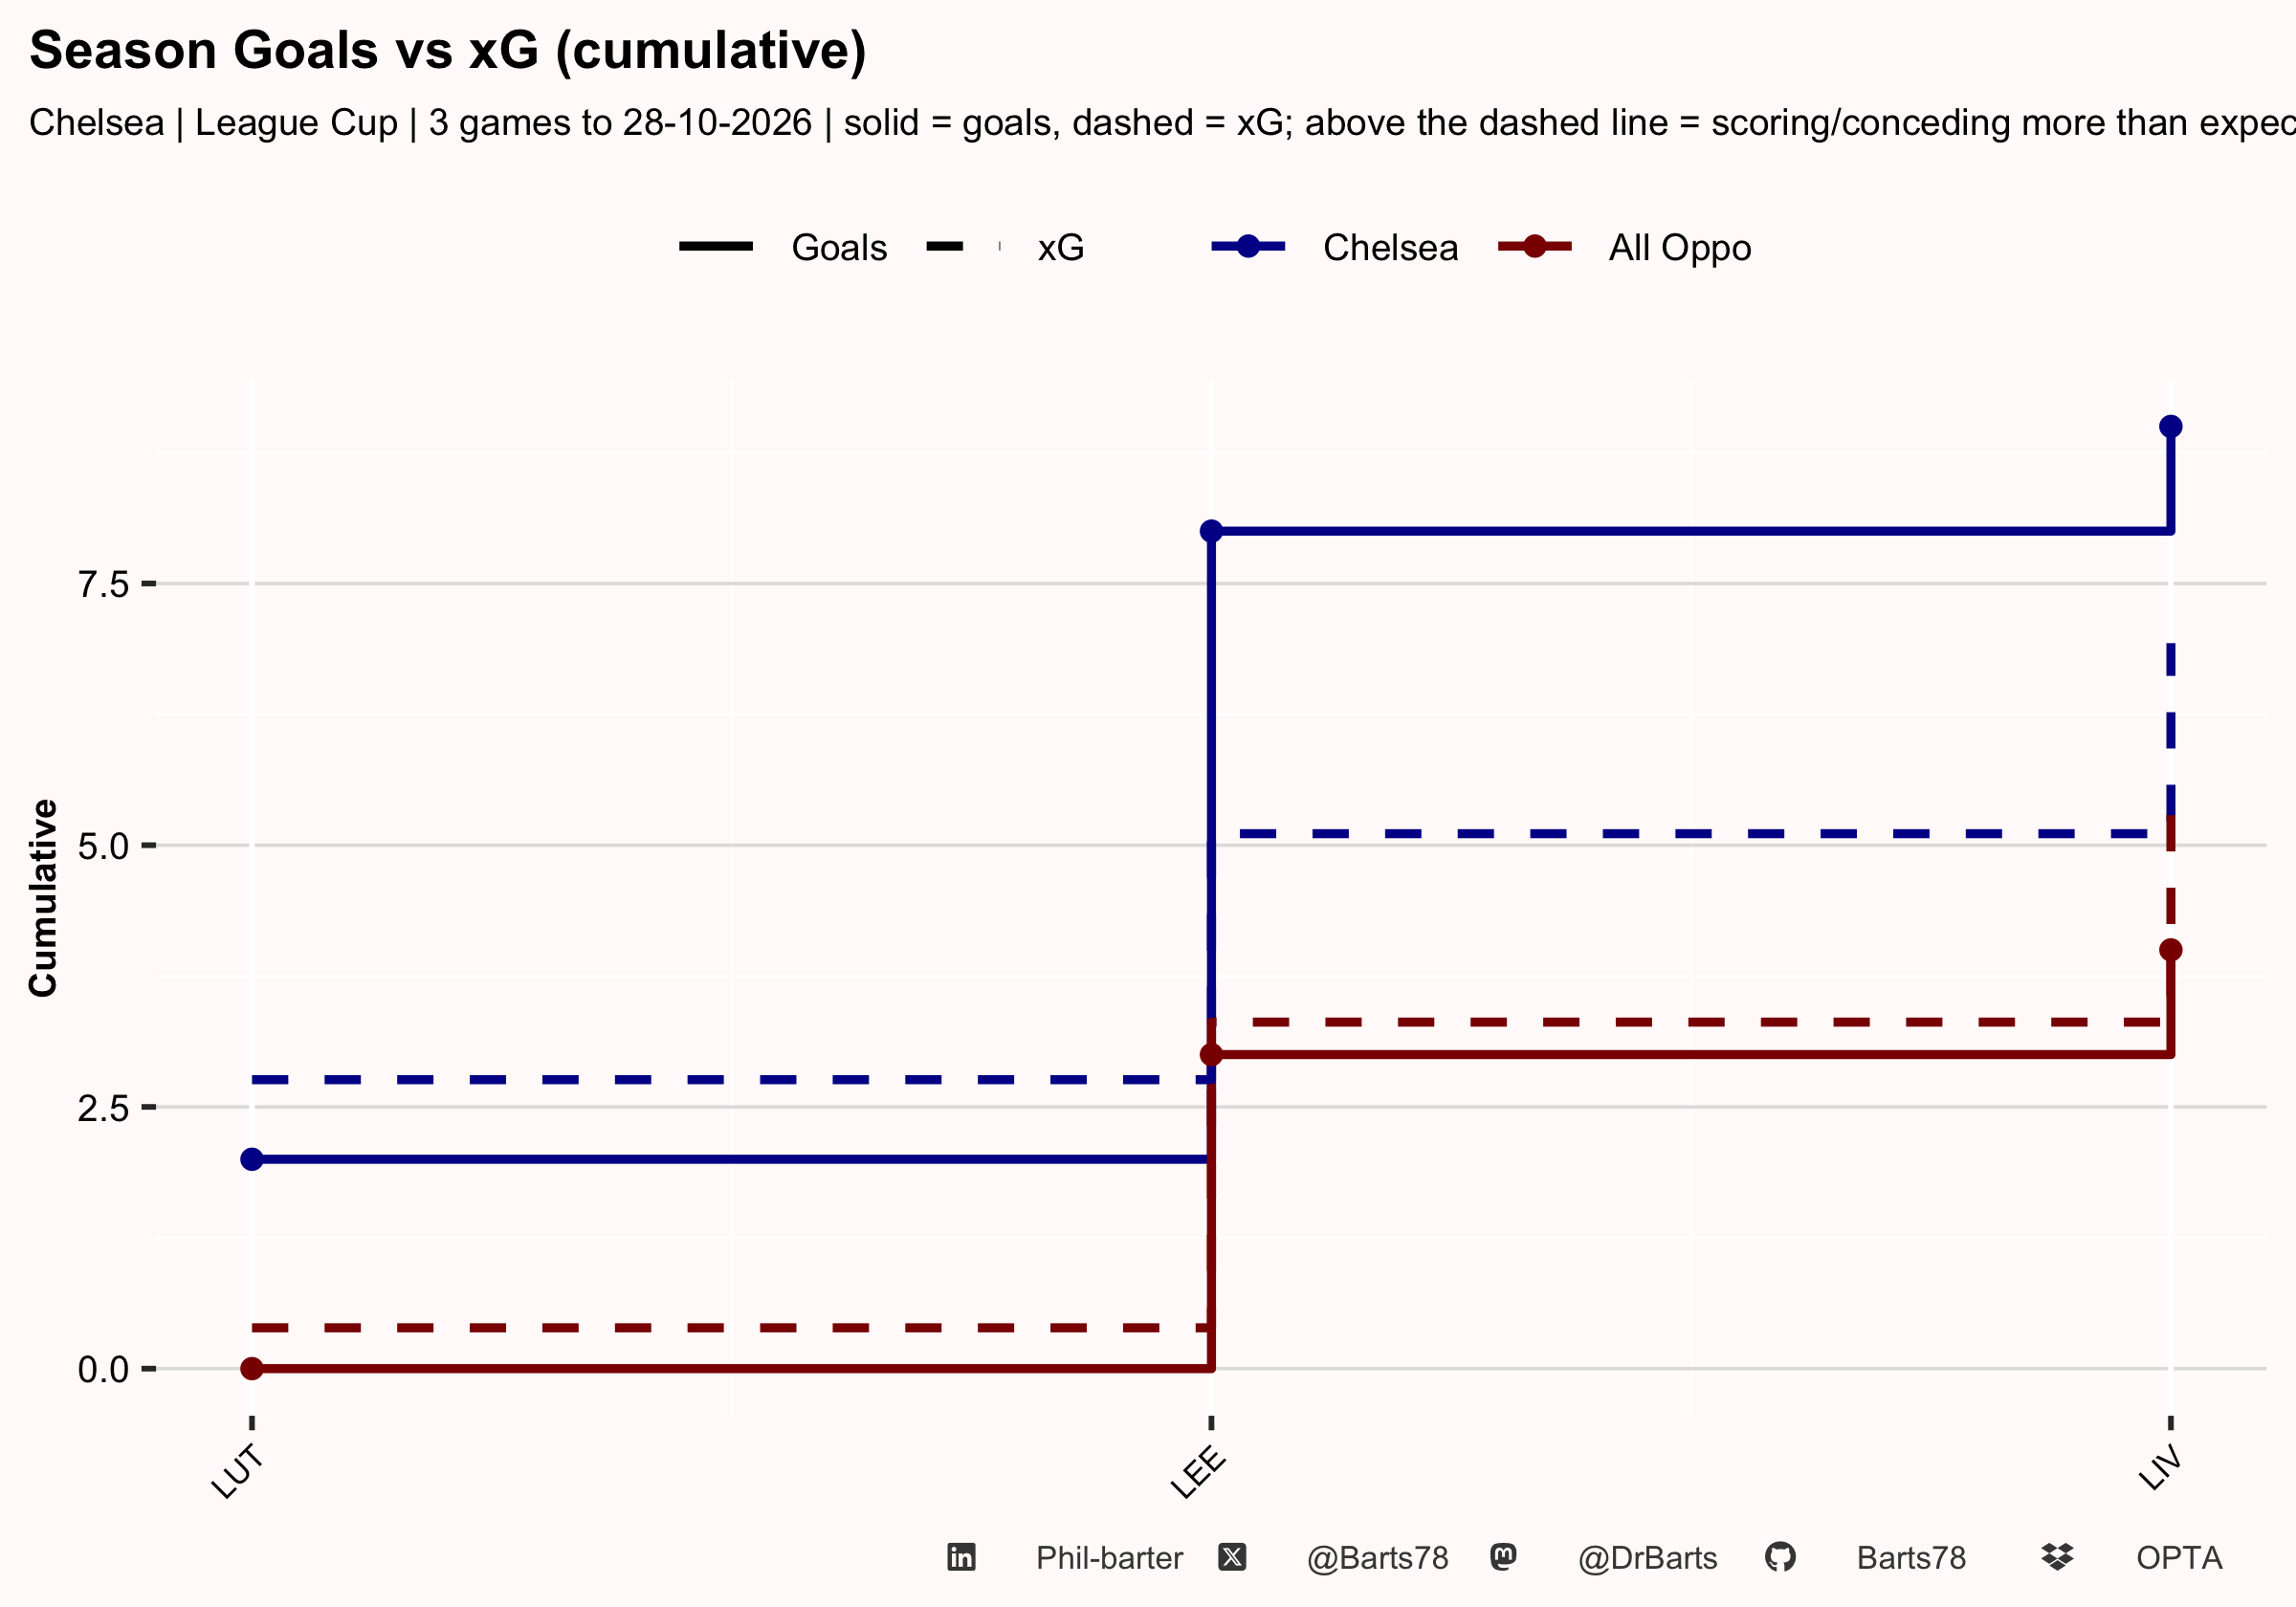 Season Goals vs xG (cumulative)
Chelsea | League Cup | 3 games to 28-10-2026 | solid = goals, dashed = xG; above the dashed line = scoring/conceding more than expec
Goals xG Chelsea All Oppo
Cumulative
7.5
5.0
2.5
0.0
LUT LEE LIV
Phil-barter @Barts78 @DrBarts Barts78 OPTA